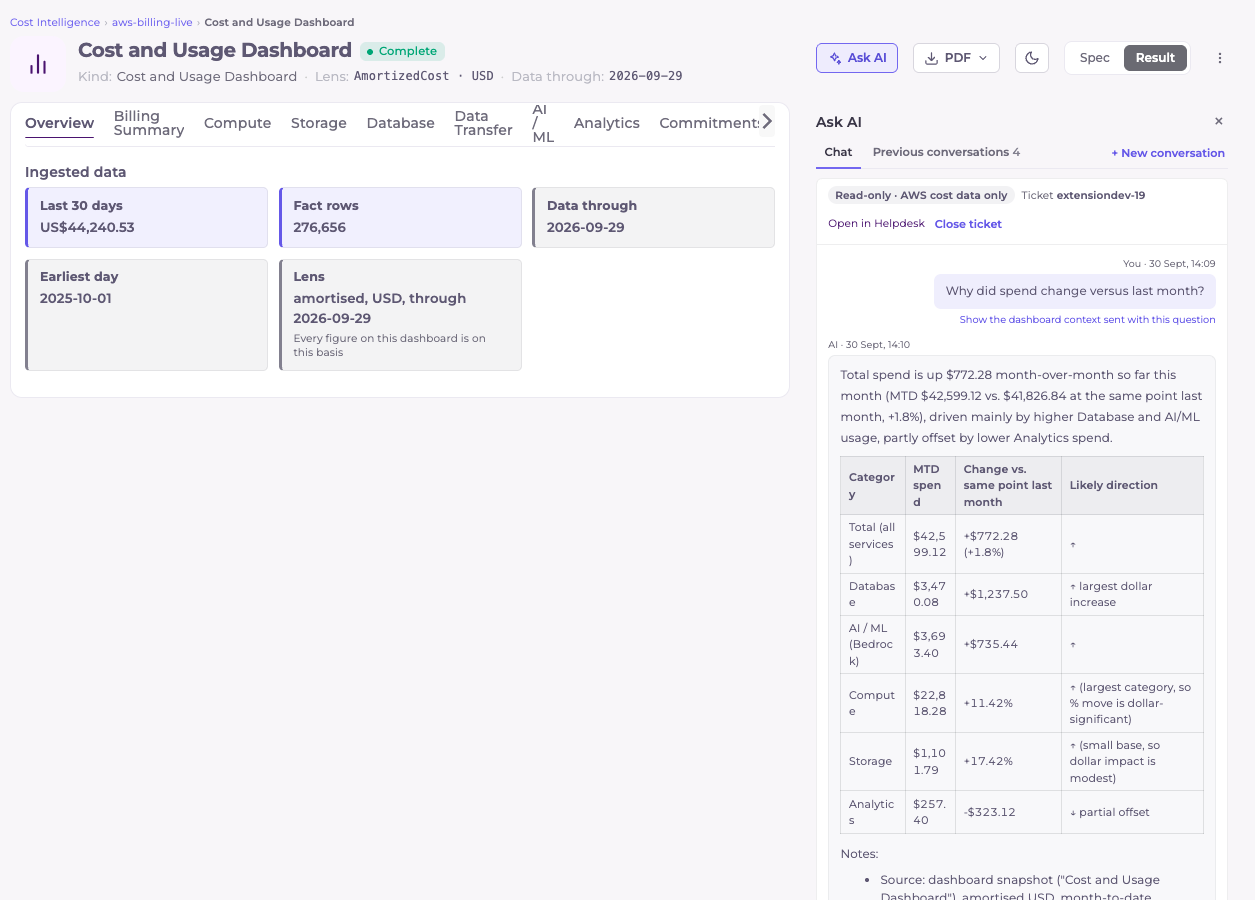 Cost Intelligence › aws-billing-live › Cost and Usage Dashboard
Cost and Usage Dashboard
Complete
Kind: Cost and Usage Dashboard · Lens: AmortizedCost · USD · Data through: 2026-09-29
Ask AI
PDF
Spec
Result
Overview
Billing
Summary
Compute
Storage
Database
Data
Transfer
AI
/
ML
Analytics
Commitments
Ingested data
Last 30 days
US$44,240.53
Fact rows
276,656
Data through
2026-09-29
Earliest day
2025-10-01
Lens
amortised, USD, through
2026-09-29
Every figure on this dashboard is on
this basis
Ask AI
×
Chat
Previous conversations 4
+ New conversation
Read-only · AWS cost data only
Ticket extensiondev-19
Open in Helpdesk
Close ticket
You · 30 Sept, 14:09
Why did spend change versus last month?
Show the dashboard context sent with this question
AI · 30 Sept, 14:10
Total spend is up $772.28 month-over-month so far this
month (MTD $42,599.12 vs. $41,826.84 at the same point last
month, +1.8%), driven mainly by higher Database and AI/ML
usage, partly offset by lower Analytics spend.
Categor
y
MTD
spen
d
Change vs.
same point last
month
Likely direction
Total (all
services
)
$42,5
99.12
+$772.28
(+1.8%)
↑
Databas
e
$3,47
0.08
+$1,237.50
↑ largest dollar
increase
AI / ML
(Bedroc
k)
$3,69
3.40
+$735.44
↑
Comput
e
$22,8
18.28
+11.42%
↑ (largest category, so
% move is dollar-
significant)
Storage
$1,10
1.79
+17.42%
↑ (small base, so
dollar impact is
modest)
Analytic
s
$257.
40
-$323.12
↓ partial offset
Notes:
• Source: dashboard snapshot ("Cost and Usage
Dashboard"), amortised USD, month-to-date